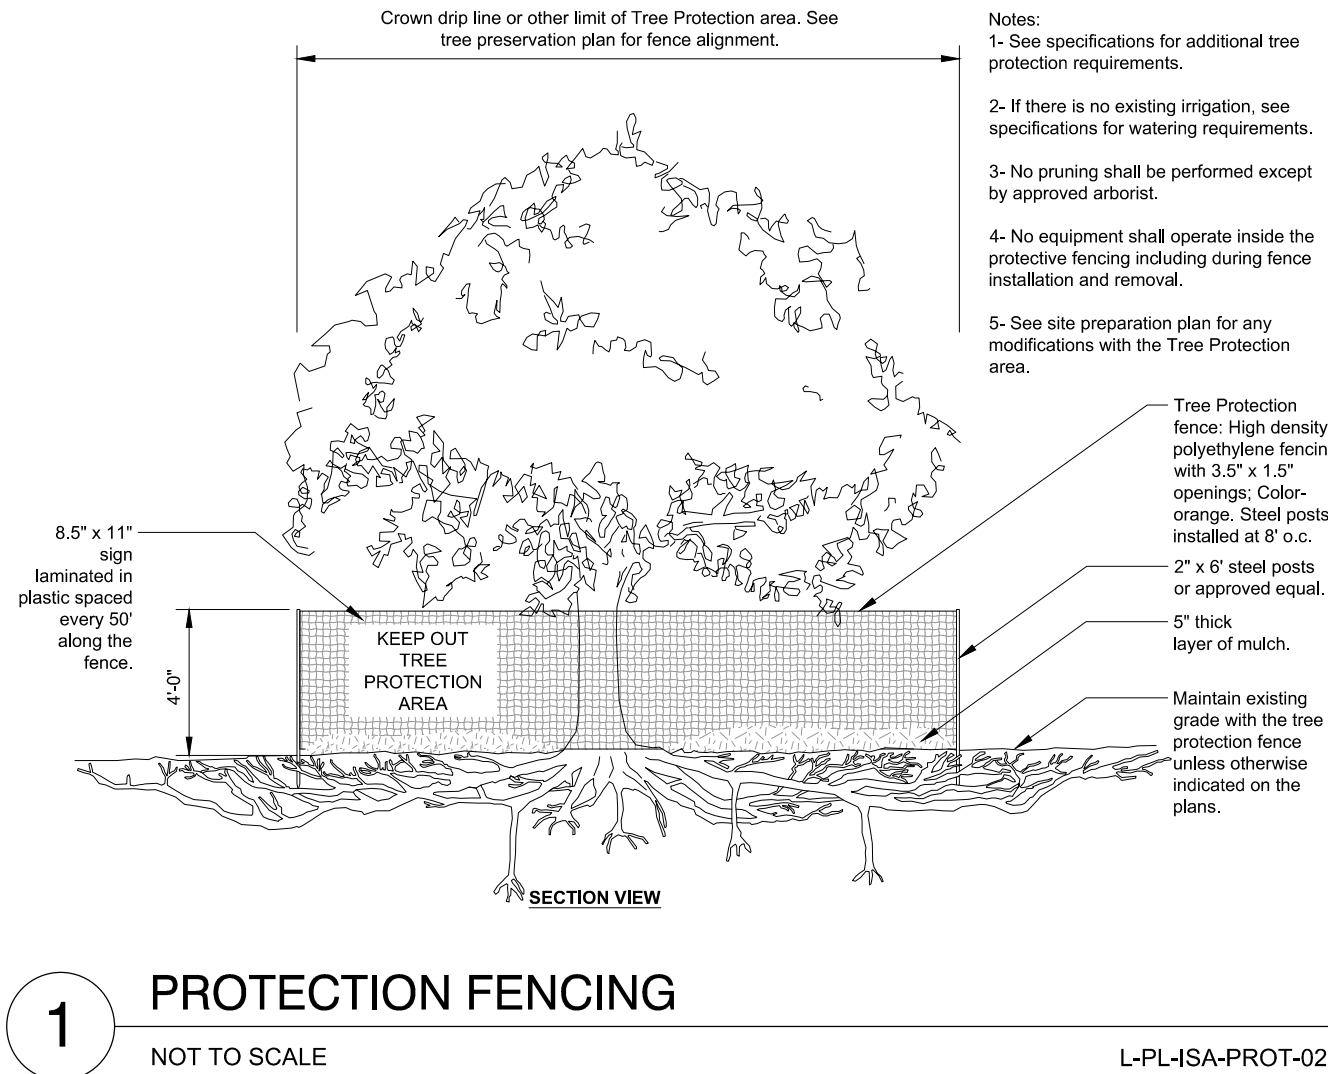 Crown drip line or other limit of Tree Protection area. See
tree preservation plan for fence alignment.
Notes:
1- See specifications for additional tree
protection requirements.
2- If there is no existing irrigation, see
specifications for watering requirements.
3- No pruning shall be performed except
by approved arborist.
4- No equipment shall operate inside the
protective fencing including during fence
installation and removal.
5- See site preparation plan for any
modifications with the Tree Protection
area.
Tree Protection
fence: High density
polyethylene fencin
with 3.5" x 1.5"
openings; Color-
orange. Steel posts
installed at 8' o.c.
2" x 6' steel posts
or approved equal.
5" thick
layer of mulch.
Maintain existing
grade with the tree
protection fence
unless otherwise
indicated on the
plans.
8.5" x 11"
sign
laminated in
plastic spaced
every 50'
along the
fence.
4'-0"
KEEP OUT
TREE
PROTECTION
AREA
SECTION VIEW
1
PROTECTION FENCING
NOT TO SCALE
L-PL-ISA-PROT-02